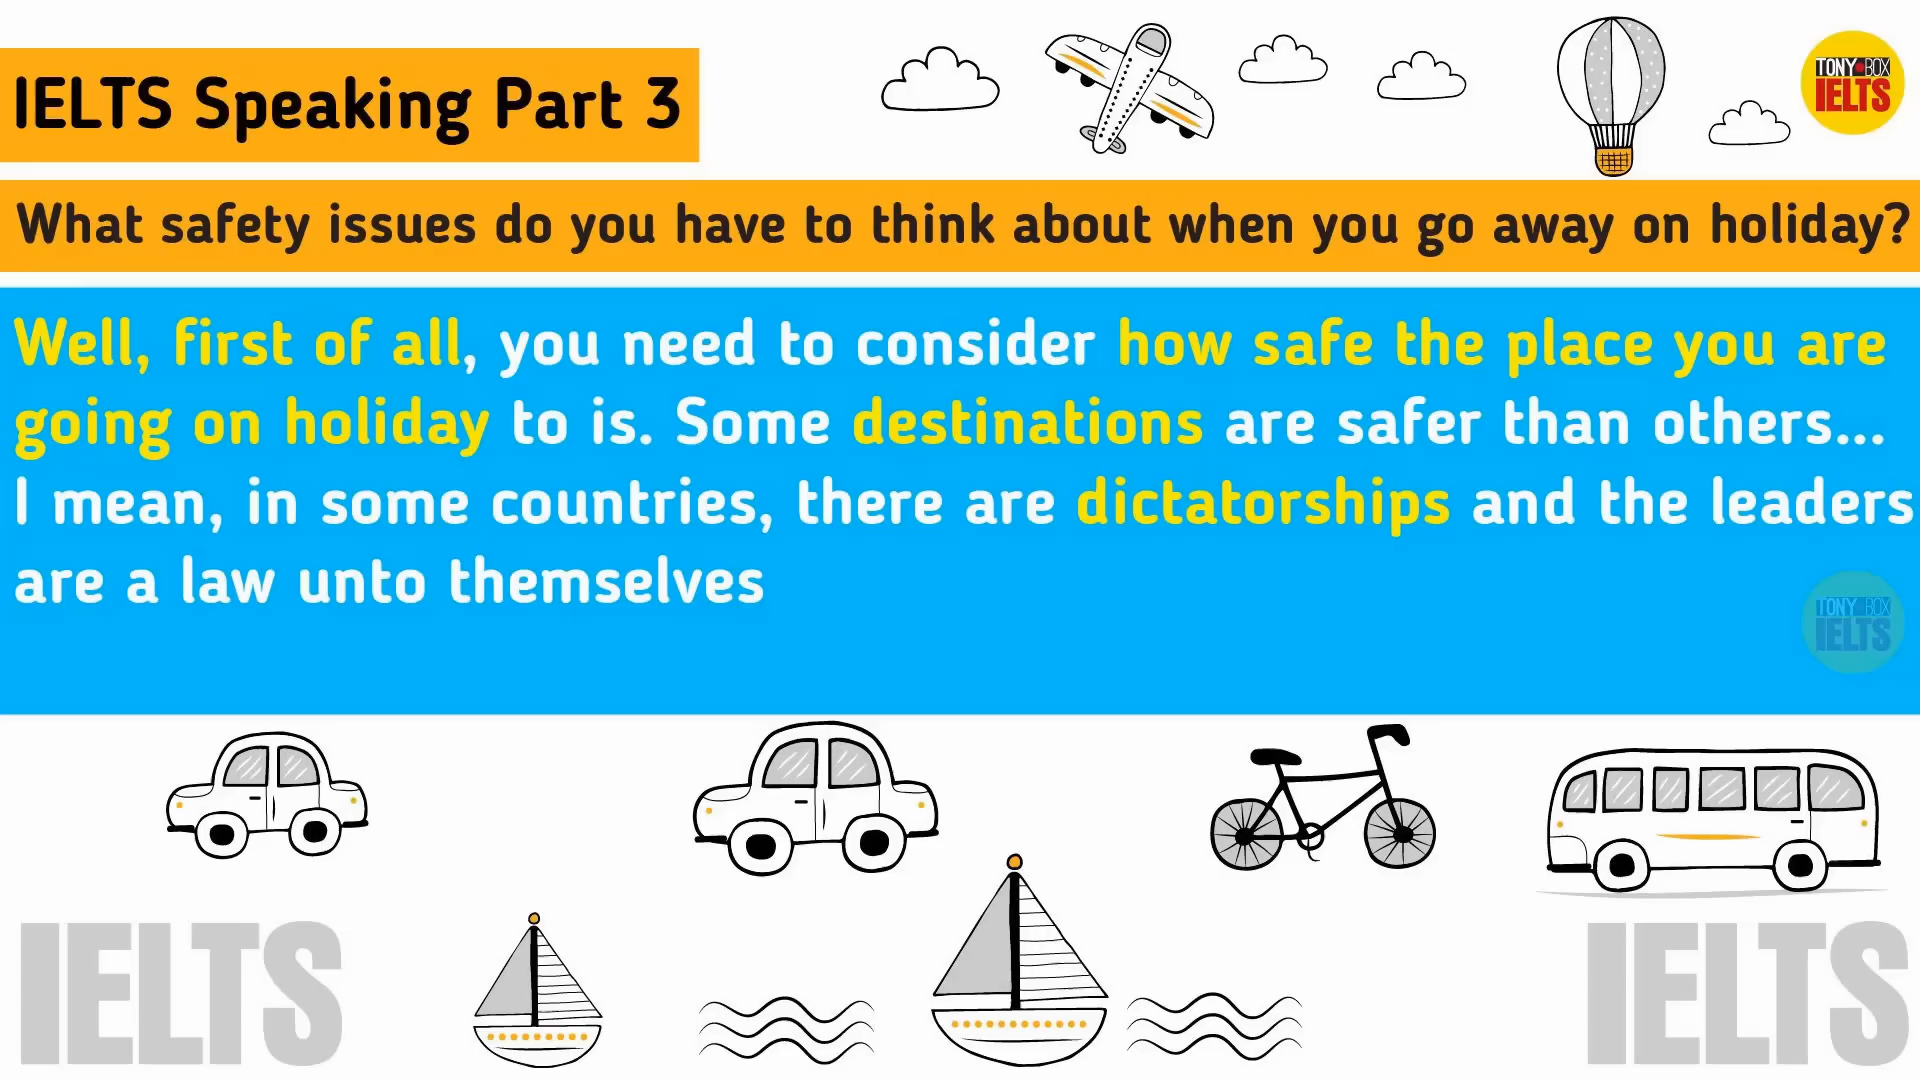 IELTS Speaking Part 3
TONY BOX
IELTS
What safety issues do you have to think about when you go away on holiday?
Well, first of all, you need to consider how safe the place you are
going on holiday to is. Some destinations are safer than others...
I mean, in some countries, there are dictatorships and the leaders
are a law unto themselves
TONY BOX
IELTS
IELTS
IELTS